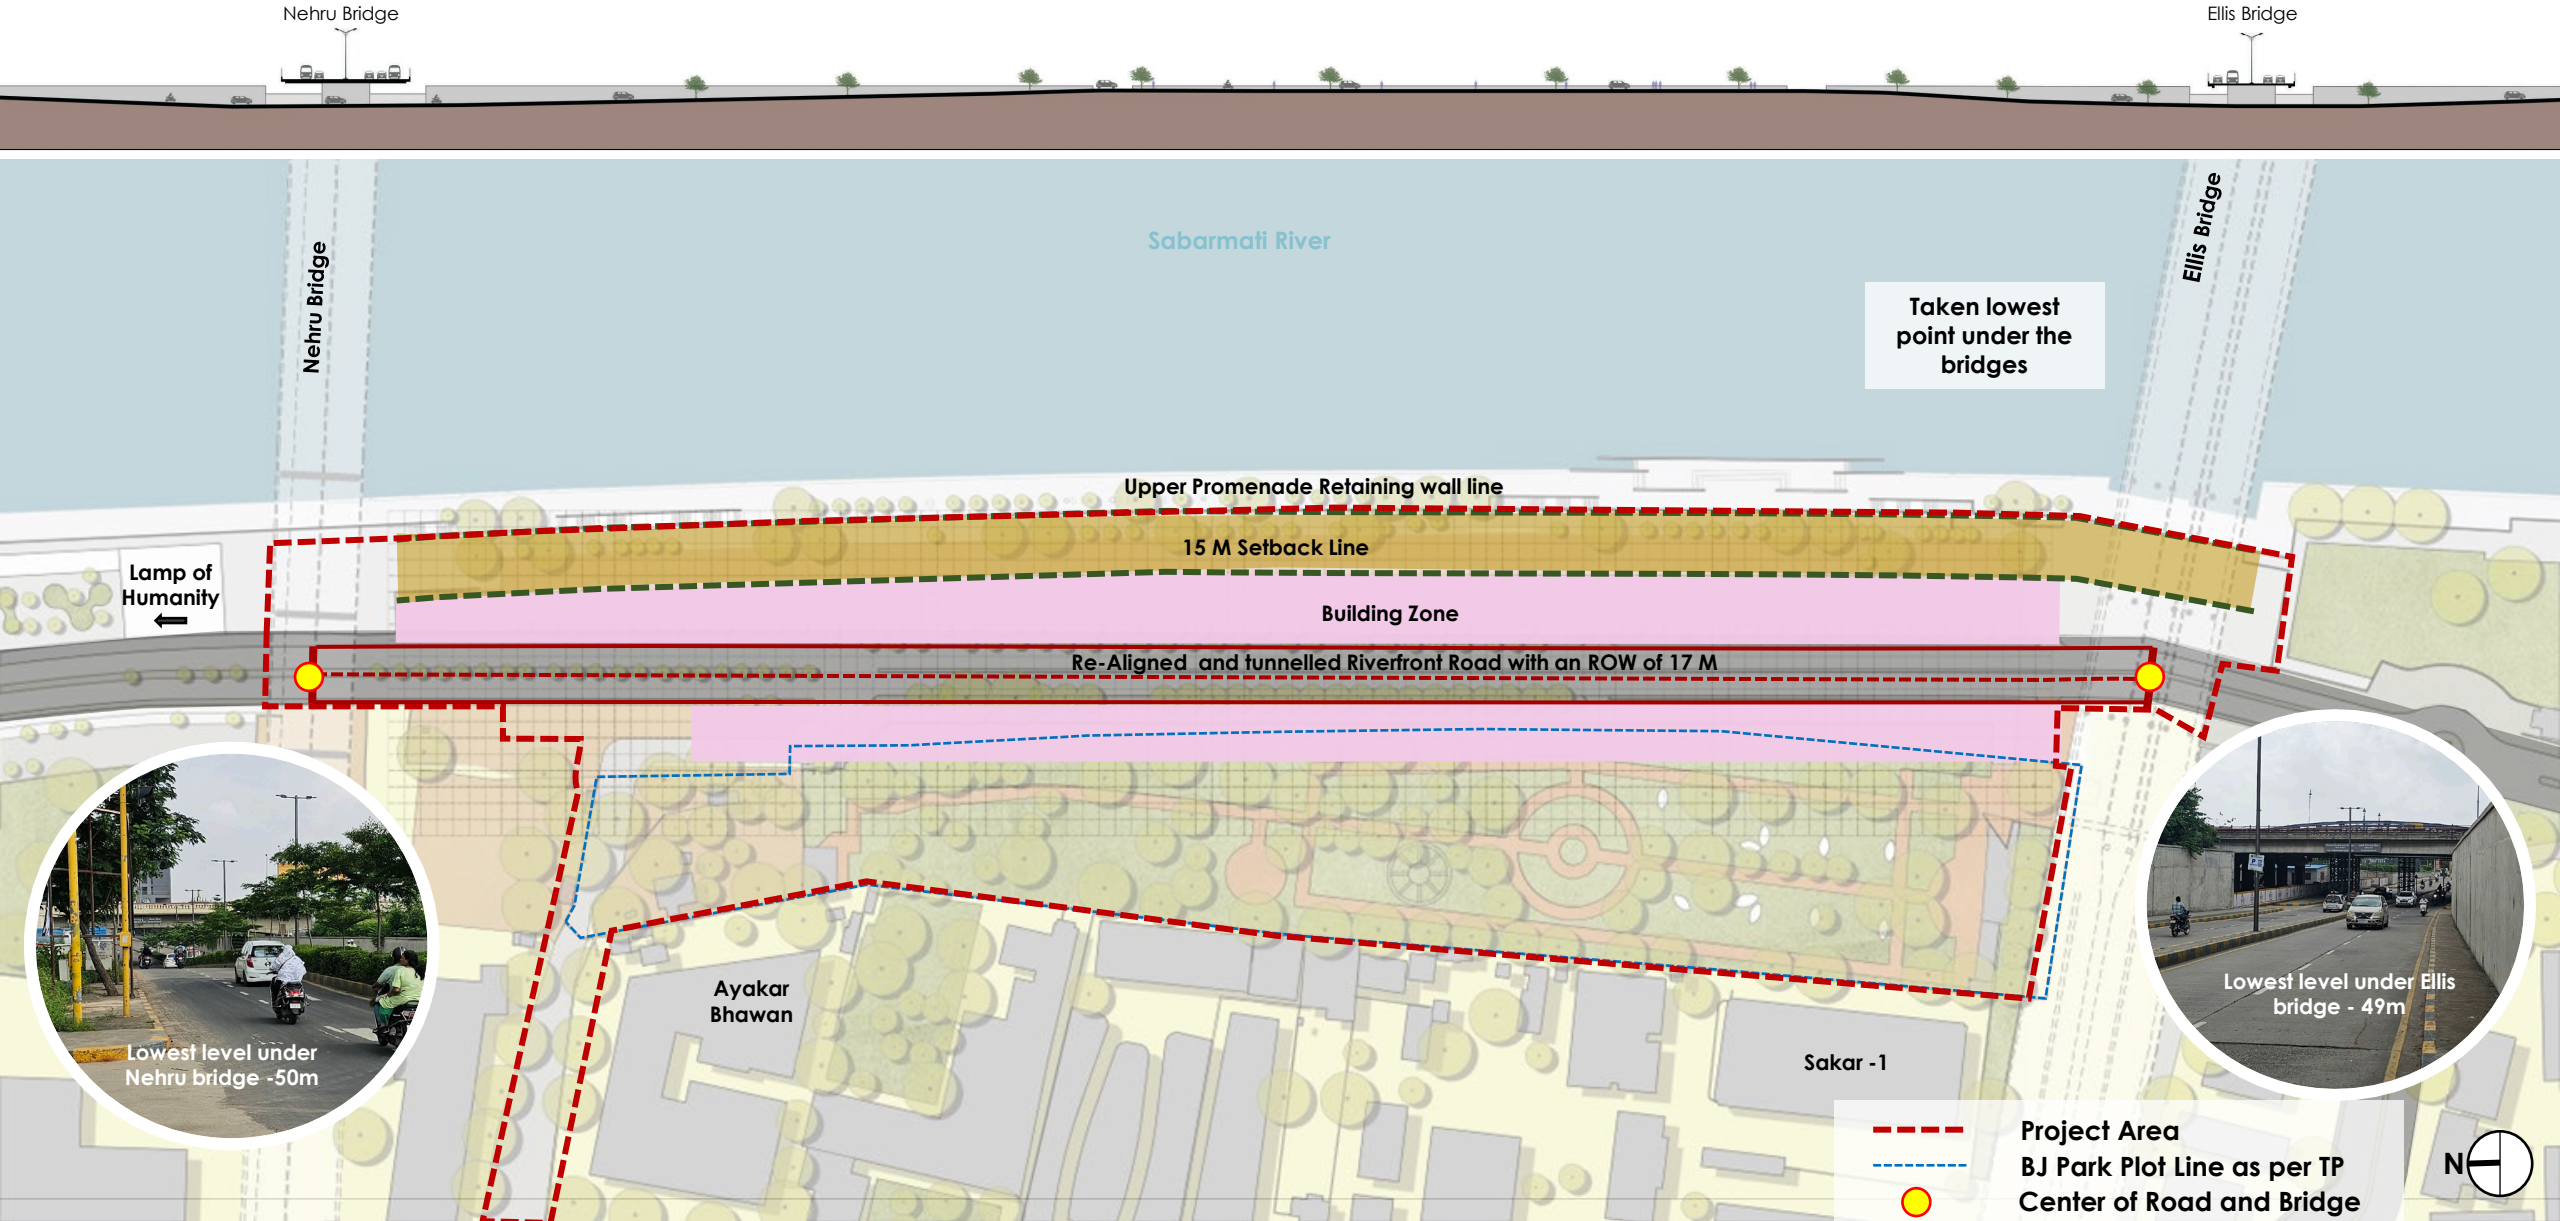 Nehru Bridge
Ellis Bridge
Nehru Bridge
Sabarmati River
Ellis Bridge
Taken lowest
point under the
bridges
Upper Promenade Retaining wall line
15 M Setback Line
Lamp of
Humanity
Building Zone
Re-Aligned and tunnelled Riverfront Road with an ROW of 17 M
Ayakar
Bhawan
Lowest level under
Nehru bridge -50m
Lowest level under Ellis
bridge - 49m
Sakar -1
Project Area
BJ Park Plot Line as per TP
Center of Road and Bridge
N